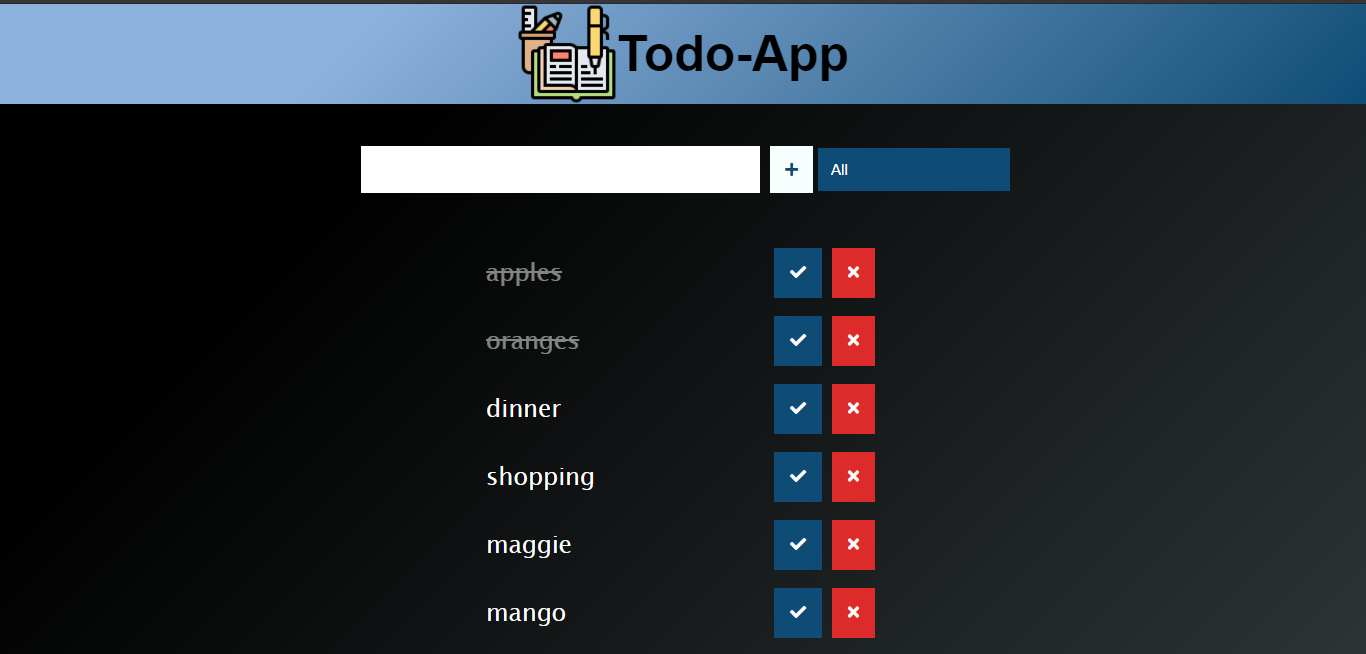 Todo-App
+ All
apples
oranges
dinner
shopping
maggie
mango